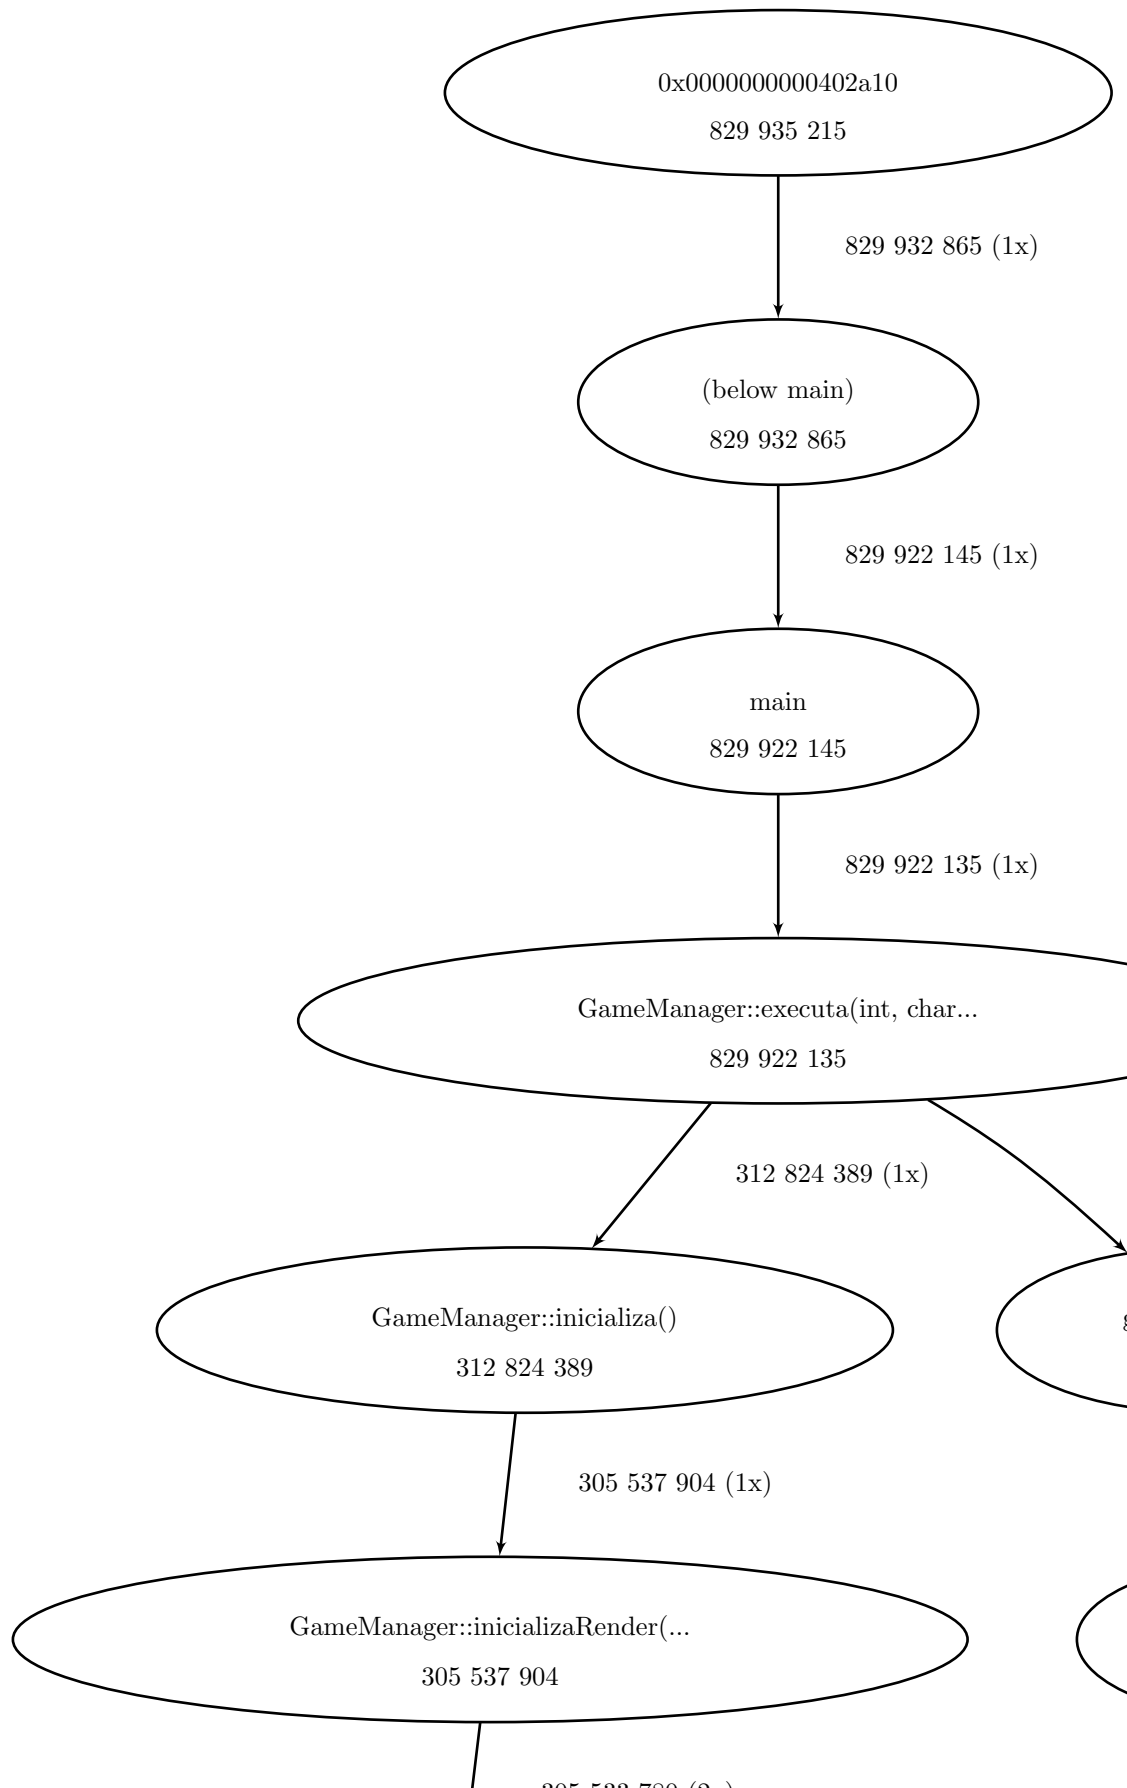 0x0000000000402a10
829 935 215
829 932 865 (1x)
(below main)
829 932 865
829 922 145 (1x)
main
829 922 145
829 922 135 (1x)
GameManager::executa(int, char...
829 922 135
312 824 389 (1x)
GameManager::inicializa()
312 824 389
305 537 904 (1x)
GameManager::inicializaRender(...
305 537 904